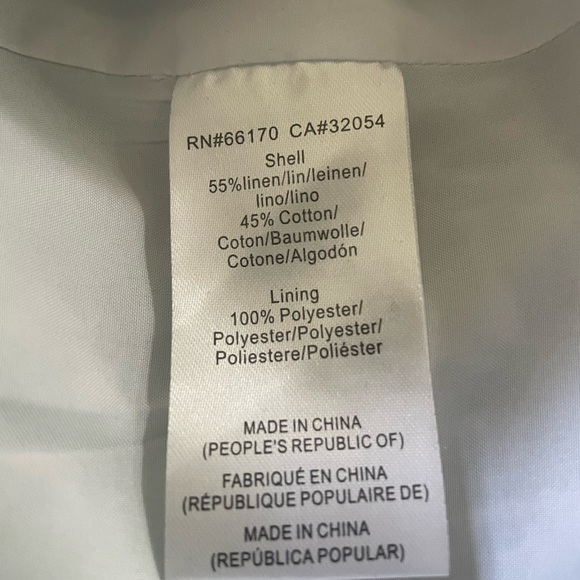 RN#66170 CA#32054
Shell
55%linen/lin/leinen/
lino/lino
45% Cotton/
Coton/Baumwolle/
Cotone/Algodón
Lining
100% Polyester/
Polyester/Polyester/
Poliestere/Poliéster
MADE IN CHINA
(PEOPLE'S REPUBLIC OF)
FABRIQUÉ EN CHINA
(RÉPUBLIQUE POPULAIRE DE)
MADE IN CHINA
(REPÚBLICA POPULAR)